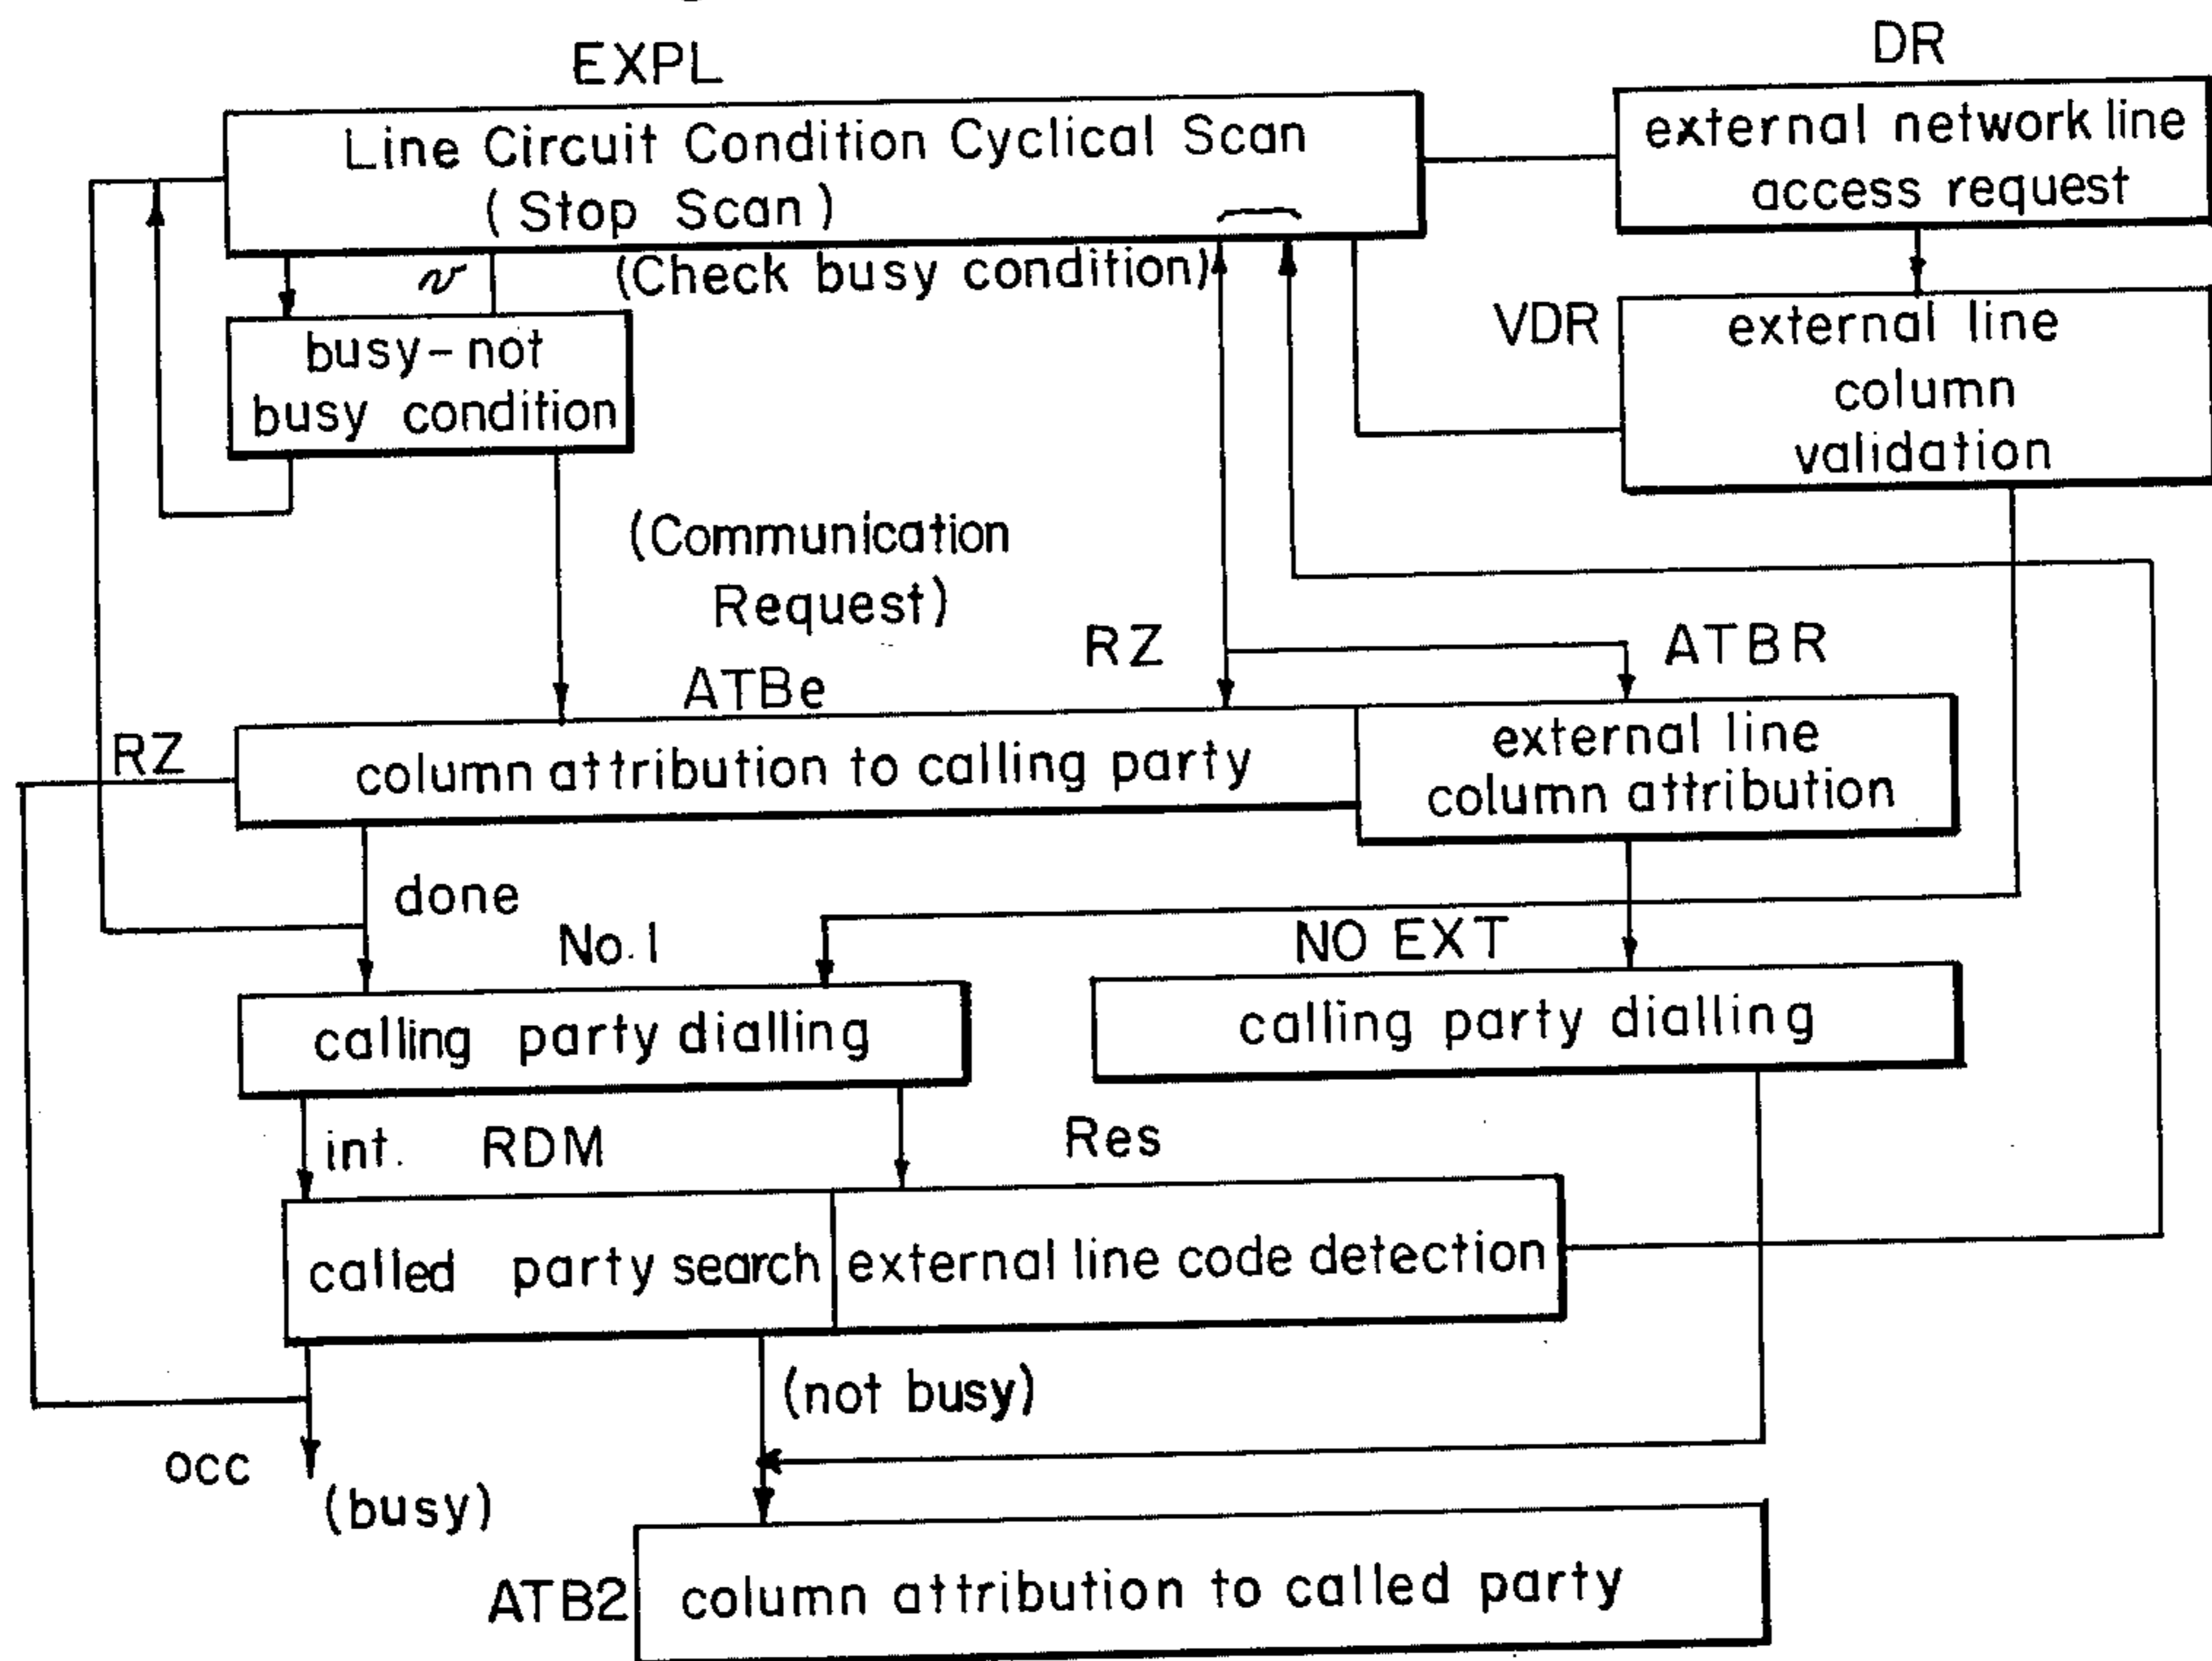 EXPL
DR
Line Circuit Condition Cyclical Scan
(Stop Scan)
external network line
access request
(Check busy condition)
busy-not
busy condition
VDR
external line
column
validation
(Communication
Request)
RZ
ATBR
ATBe
RZ
column attribution to calling party
external line
column attribution
done
No. 1
NO EXT
calling party dialling
calling party dialling
int.
RDM
Res
called party search
external line code detection
(not busy)
occ
(busy)
ATB2
column attribution to called party